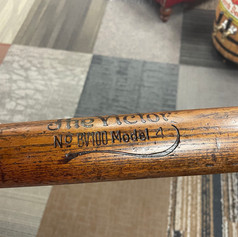 The Victor
No BV100 Model 4